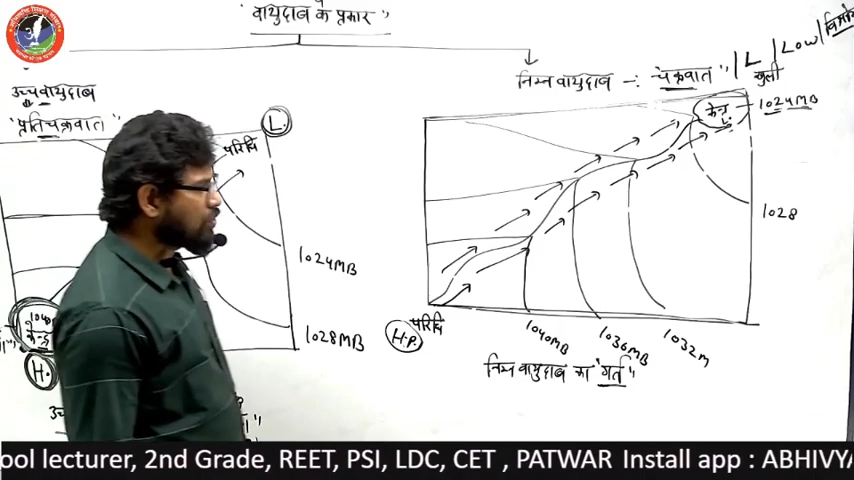 "वायुदाब के प्रकार"
उच्चवायुदाब
"प्रतिचक्रवात"
L.
परिधि
1024MB
1028MB
H.
निम्न वायुदाब -: "चक्रवात" / L / Low /
केन्द्र
L.
1024MB
1028
परिधि
H.P.
1040MB
1036MB
1032M
निम्न वायुदाब का "गर्त"
ool lecturer, 2nd Grade, REET, PSI, LDC, CET , PATWAR Install app : ABHIVYA